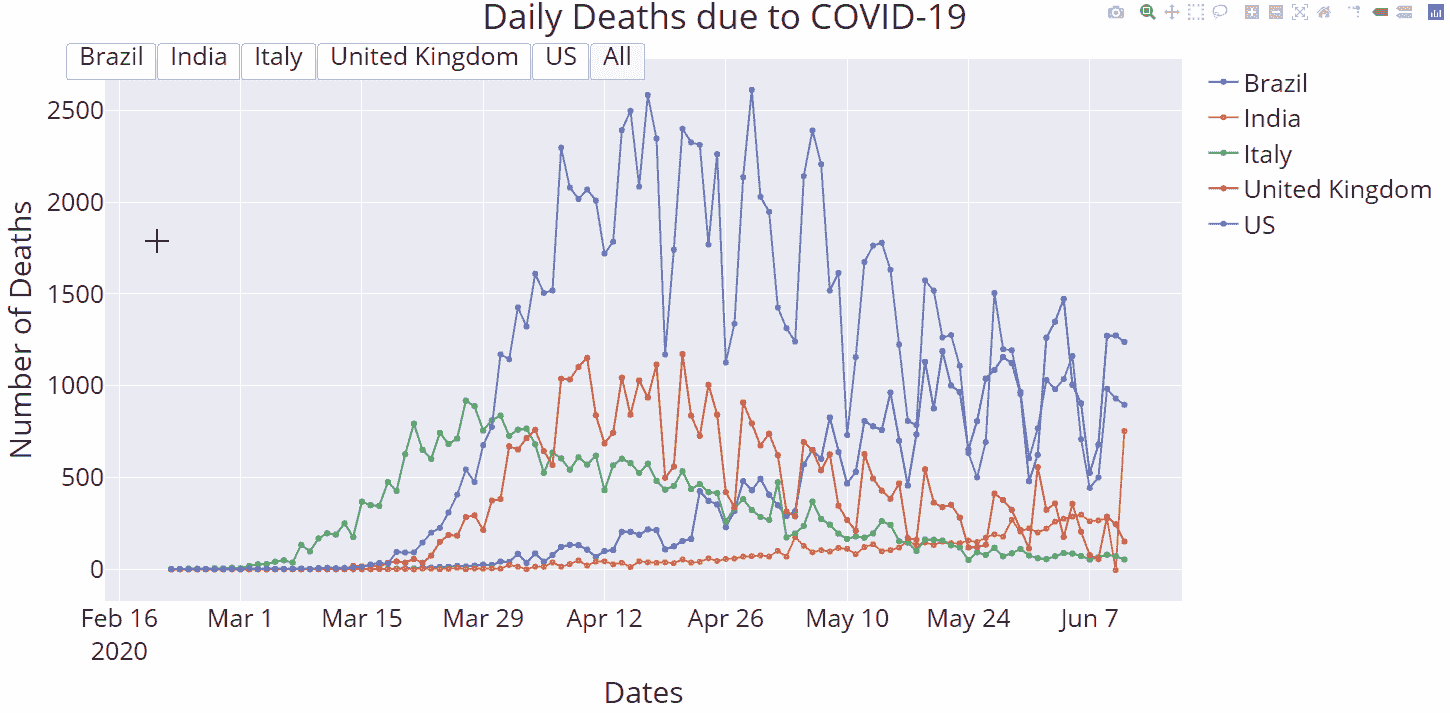 Daily Deaths due to COVID-19
Brazil India Italy United Kingdom US All
Brazil
India
Italy
United Kingdom
US
Number of Deaths
2500
2000
1500
1000
500
0
Feb 16 Mar 1 Mar 15 Mar 29 Apr 12 Apr 26 May 10 May 24 Jun 7
2020
Dates